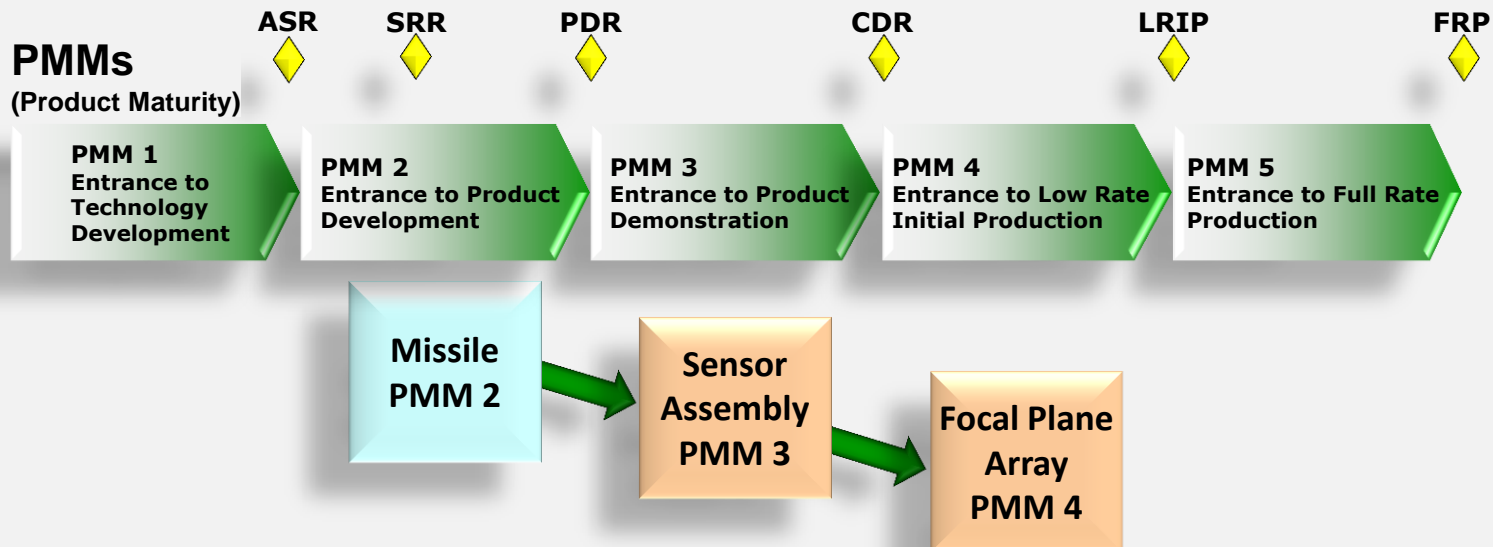 ASR SRR PDR CDR LRIP FRP
PMMs
(Product Maturity)
PMM 1
Entrance to
Technology
Development
PMM 2
Entrance to Product
Development
PMM 3
Entrance to Product
Demonstration
PMM 4
Entrance to Low Rate
Initial Production
PMM 5
Entrance to Full Rate
Production
Missile
PMM 2
Sensor
Assembly
PMM 3
Focal Plane
Array
PMM 4